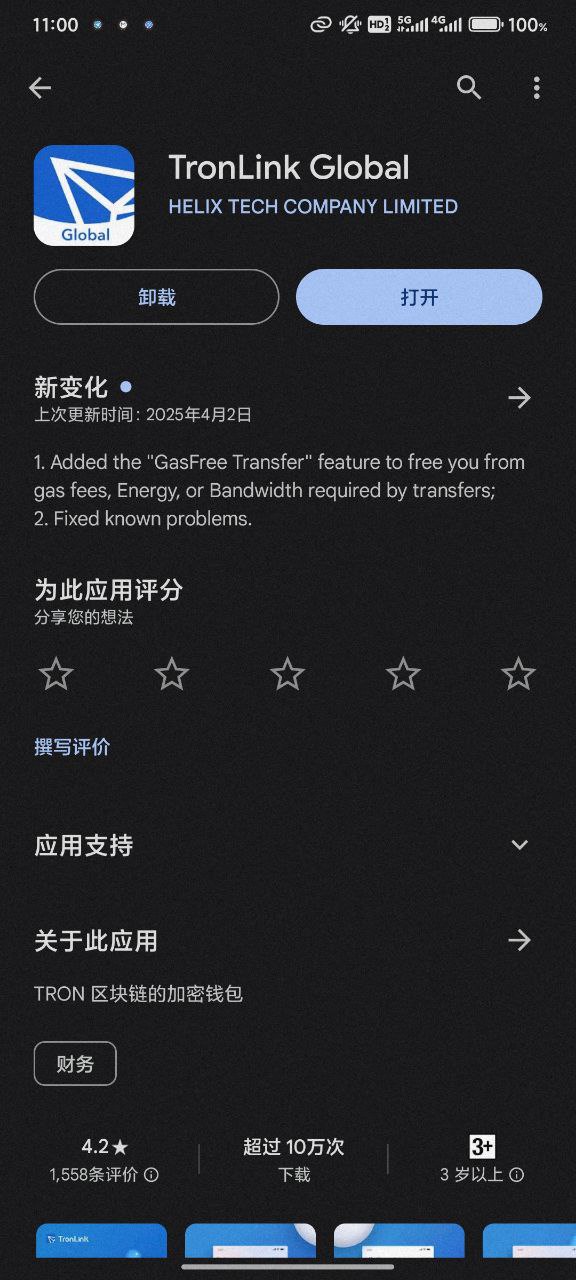 11:00
HD 5G 4G 100%
TronLink Global
HELIX TECH COMPANY LIMITED
Global
卸载
打开
新变化
上次更新时间：2025年4月2日
1. Added the "GasFree Transfer" feature to free you from
gas fees, Energy, or Bandwidth required by transfers;
2. Fixed known problems.
为此应用评分
分享您的想法
撰写评价
应用支持
关于此应用
TRON 区块链的加密钱包
财务
4.2★
1,558条评价
超过 10万次
下载
3+
3 岁以上
TronLink